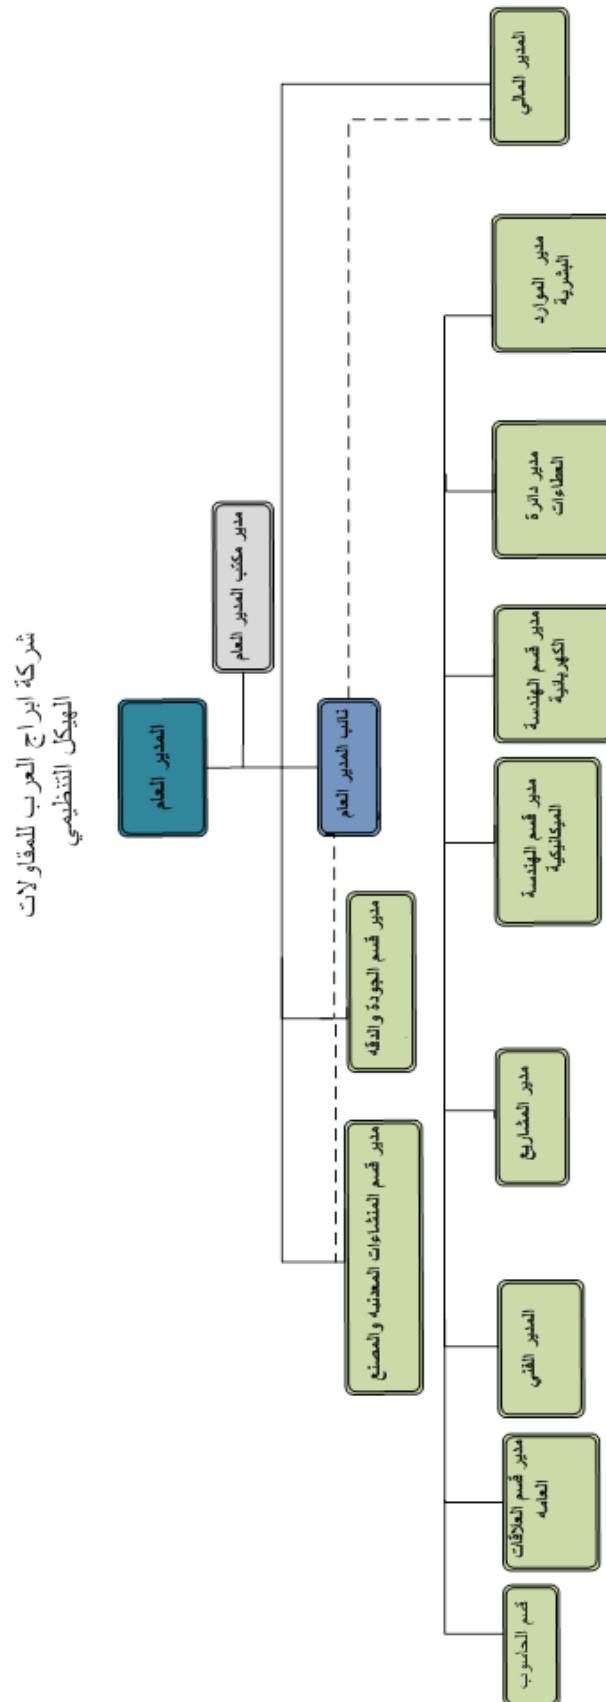 شركة ابراج العرب للمقاولات
الهيكل التنظيمي
المدير العام
مدير مكتب المدير العام
نائب المدير العام
مدير قسم الجودة والدقه
مدير قسم المنشاءات المعدنيه والمصنع
المدير المالي
مدير الموارد
البشرية
مدير دائرة
العطاءات
مدير قسم الهندسة
الكهربائية
مدير قسم الهندسة
الميكانيكية
مدير المشاريع
المدير الفني
مدير قسم العلاقات
العامه
قسم الحاسوب